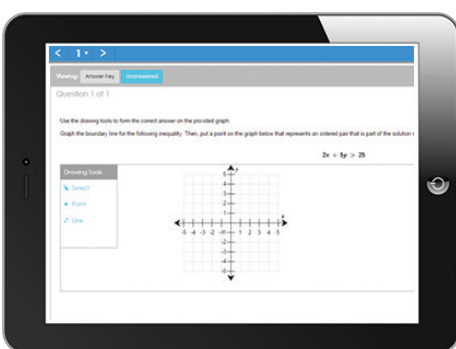 < 1 >
Viewing: Answer Key Unanswered
Question 1 of 1
Use the drawing tools to form the correct answer on the provided graph.
Graph the boundary line for the following inequality. Then, put a point on the graph below that represents an ordered pair that is part of the solution
2x + 5y > 25
Drawing Tools
Select
Point
Line
y
5
4
3
2
1
x
-5 -4 -3 -2 -1 1 2 3 4 5
-2
-3
-4
-5